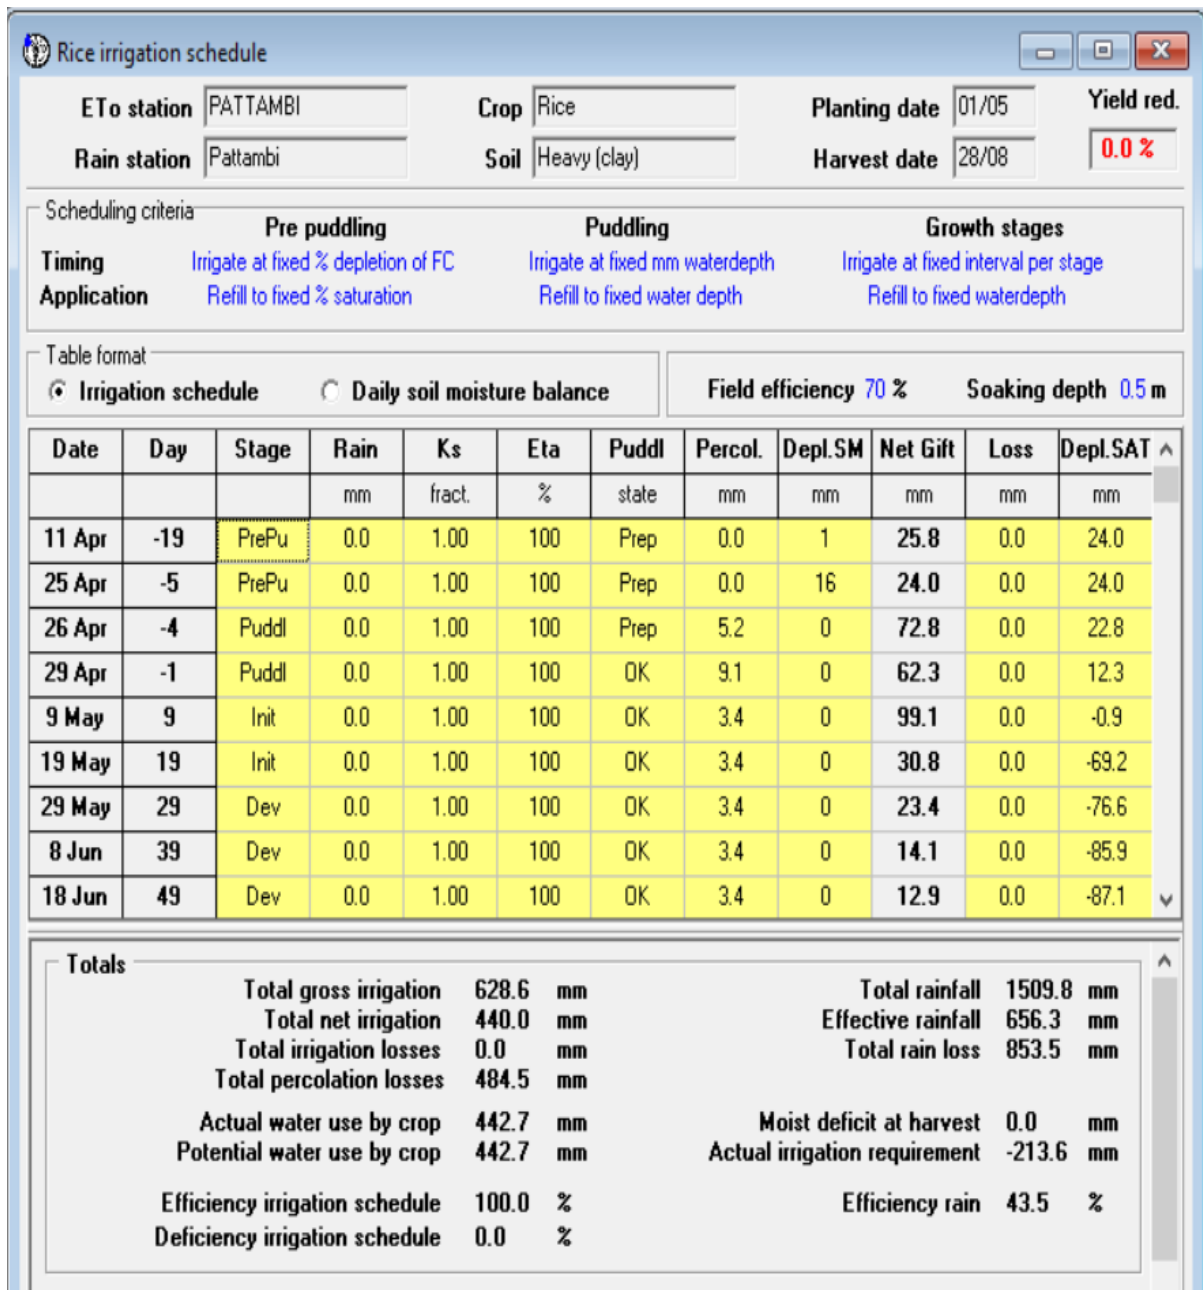 Rice irrigation schedule
ETo station PATTAMBI Crop Rice Planting date 01/05 Yield red.
Rain station Pattambi Soil Heavy (clay) Harvest date 28/08 0.0 %
Scheduling criteria
Pre puddling Puddling Growth stages
Timing Irrigate at fixed % depletion of FC Irrigate at fixed mm waterdepth Irrigate at fixed interval per stage
Application Refill to fixed % saturation Refill to fixed water depth Refill to fixed waterdepth
Table format
Irrigation schedule Daily soil moisture balance Field efficiency 70 % Soaking depth 0.5 m
Date Day Stage Rain Ks Eta Puddl Percol. Depl.SM Net Gift Loss Depl.SAT
mm fract. % state mm mm mm mm mm
11 Apr -19 PrePu 0.0 1.00 100 Prep 0.0 1 25.8 0.0 24.0
25 Apr -5 PrePu 0.0 1.00 100 Prep 0.0 16 24.0 0.0 24.0
26 Apr -4 Puddl 0.0 1.00 100 Prep 5.2 0 72.8 0.0 22.8
29 Apr -1 Puddl 0.0 1.00 100 OK 9.1 0 62.3 0.0 12.3
9 May 9 Init 0.0 1.00 100 OK 3.4 0 99.1 0.0 -0.9
19 May 19 Init 0.0 1.00 100 OK 3.4 0 30.8 0.0 -69.2
29 May 29 Dev 0.0 1.00 100 OK 3.4 0 23.4 0.0 -76.6
8 Jun 39 Dev 0.0 1.00 100 OK 3.4 0 14.1 0.0 -85.9
18 Jun 49 Dev 0.0 1.00 100 OK 3.4 0 12.9 0.0 -87.1
Totals
Total gross irrigation 628.6 mm Total rainfall 1509.8 mm
Total net irrigation 440.0 mm Effective rainfall 656.3 mm
Total irrigation losses 0.0 mm Total rain loss 853.5 mm
Total percolation losses 484.5 mm
Actual water use by crop 442.7 mm Moist deficit at harvest 0.0 mm
Potential water use by crop 442.7 mm Actual irrigation requirement -213.6 mm
Efficiency irrigation schedule 100.0 % Efficiency rain 43.5 %
Deficiency irrigation schedule 0.0 %